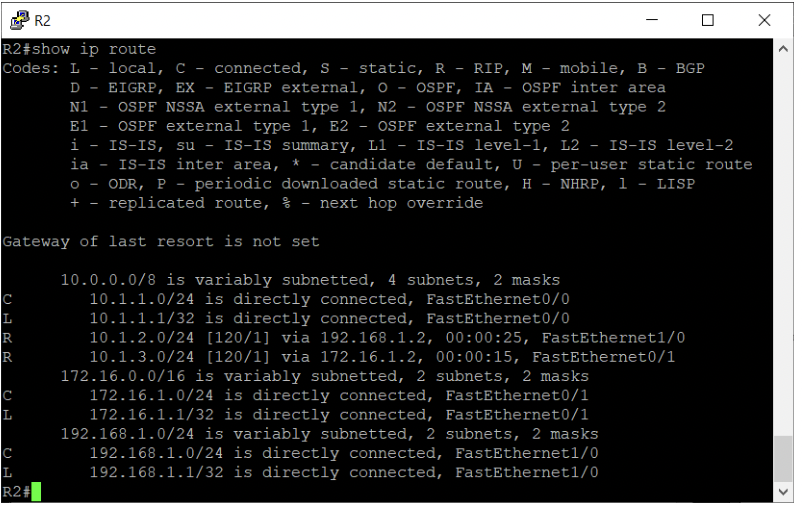 R2
R2#show ip route
Codes: L - local, C - connected, S - static, R - RIP, M - mobile, B - BGP
       D - EIGRP, EX - EIGRP external, O - OSPF, IA - OSPF inter area
       N1 - OSPF NSSA external type 1, N2 - OSPF NSSA external type 2
       E1 - OSPF external type 1, E2 - OSPF external type 2
       i - IS-IS, su - IS-IS summary, L1 - IS-IS level-1, L2 - IS-IS level-2
       ia - IS-IS inter area, * - candidate default, U - per-user static route
       o - ODR, P - periodic downloaded static route, H - NHRP, l - LISP
       + - replicated route, % - next hop override

Gateway of last resort is not set

      10.0.0.0/8 is variably subnetted, 4 subnets, 2 masks
C        10.1.1.0/24 is directly connected, FastEthernet0/0
L        10.1.1.1/32 is directly connected, FastEthernet0/0
R        10.1.2.0/24 [120/1] via 192.168.1.2, 00:00:25, FastEthernet1/0
R        10.1.3.0/24 [120/1] via 172.16.1.2, 00:00:15, FastEthernet0/1
      172.16.0.0/16 is variably subnetted, 2 subnets, 2 masks
C        172.16.1.0/24 is directly connected, FastEthernet0/1
L        172.16.1.1/32 is directly connected, FastEthernet0/1
      192.168.1.0/24 is variably subnetted, 2 subnets, 2 masks
C        192.168.1.0/24 is directly connected, FastEthernet1/0
L        192.168.1.1/32 is directly connected, FastEthernet1/0
R2#